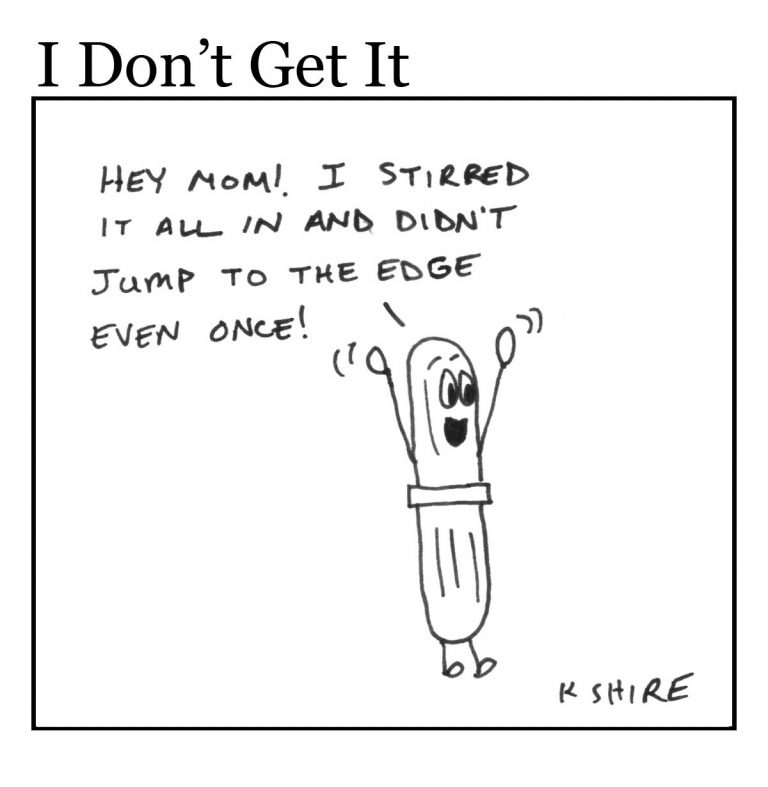 I Don't Get It
HEY MOM! I STIRRED
IT ALL IN AND DIDN'T
JUMP TO THE EDGE
EVEN ONCE!
K SHIRE